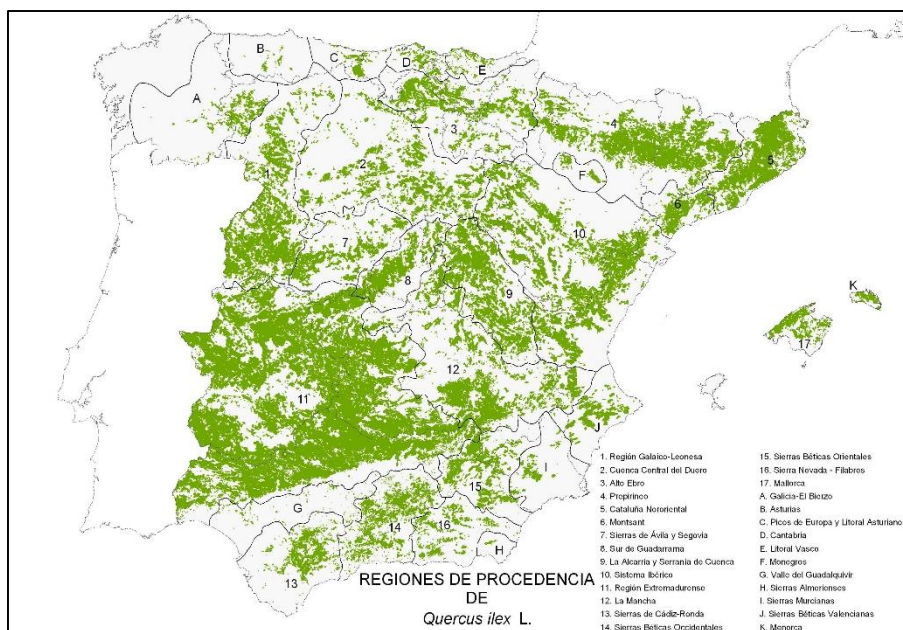 B
C
D
E
A
3
4
2
F
5
1
6
10
7
8
9
K
17
12
11
J
I
15
G
14
16
L
H
13
REGIONES DE PROCEDENCIA
DE
Quercus ilex L.
1. Región Galaico-Leonesa
2. Cuenca Central del Duero
3. Alto Ebro
4. Prepirineo
5. Cataluña Nororiental
6. Montsant
7. Sierras de Ávila y Segovia
8. Sur de Guadarrama
9. La Alcarria y Serranía de Cuenca
10. Sistema Ibérico
11. Región Extremadurense
12. La Mancha
13. Sierras de Cádiz-Ronda
14. Sierras Béticas Occidentales
15. Sierras Béticas Orientales
16. Sierra Nevada - Filabres
17. Mallorca
A. Galicia-El Bierzo
B. Asturias
C. Picos de Europa y Litoral Asturiano
D. Cantabria
E. Litoral Vasco
F. Monegros
G. Valle del Guadalquivir
H. Sierras Almerienses
I. Sierras Murcianas
J. Sierras Béticas Valencianas
K. Menorca